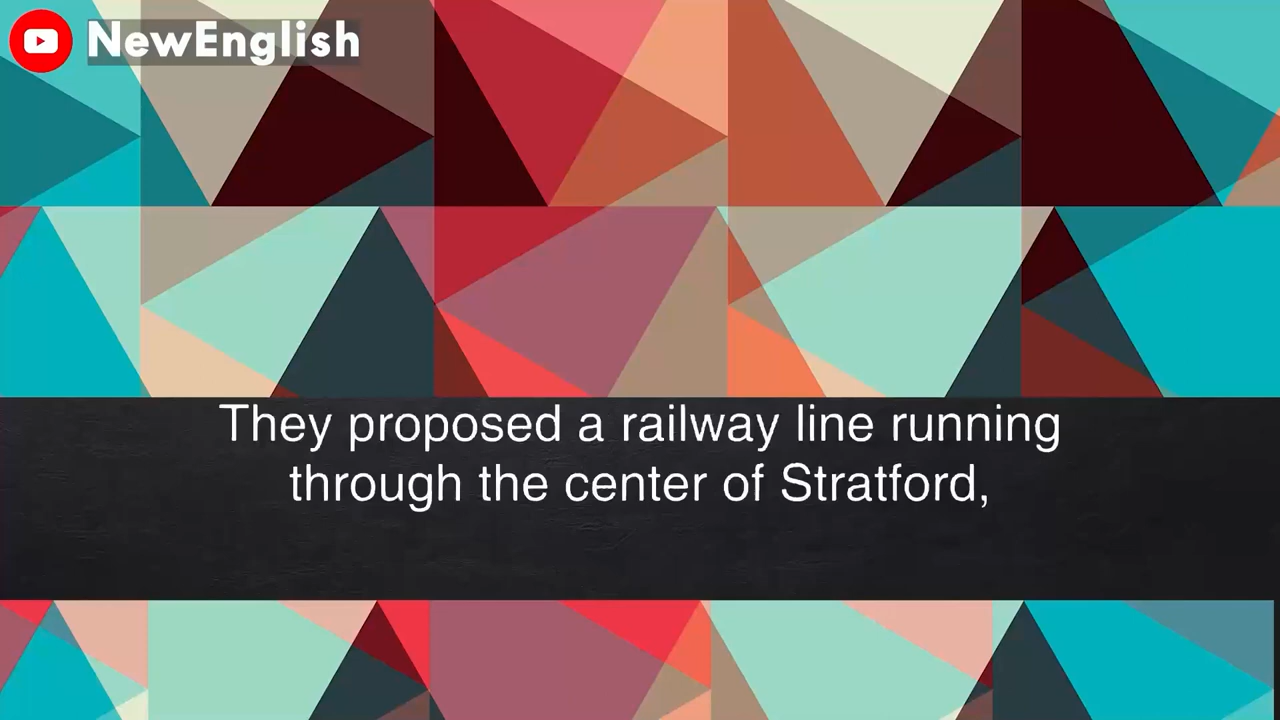 NewEnglish
They proposed a railway line running
through the center of Stratford,